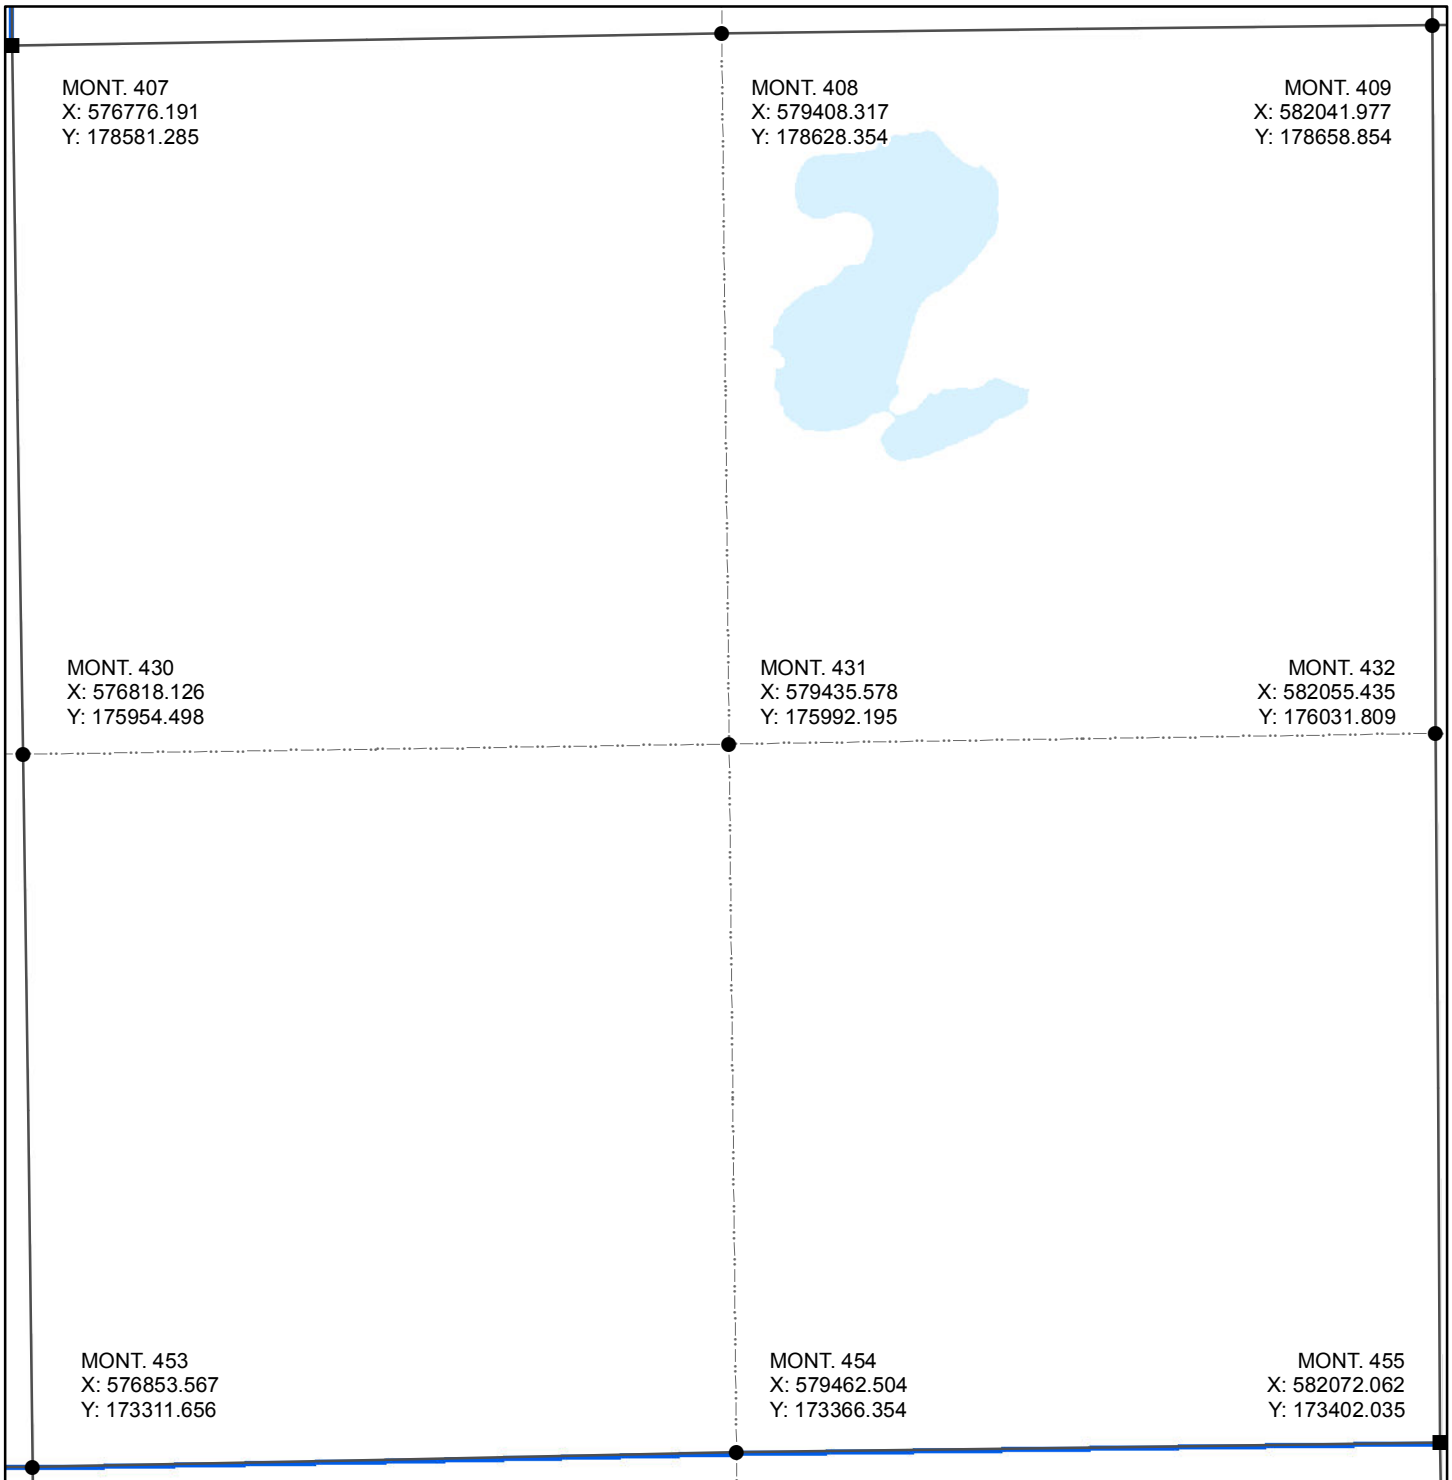 MONT. 407
X: 576776.191
Y: 178581.285
MONT. 408
X: 579408.317
Y: 178628.354
MONT. 409
X: 582041.977
Y: 178658.854
MONT. 430
X: 576818.126
Y: 175954.498
MONT. 431
X: 579435.578
Y: 175992.195
MONT. 432
X: 582055.435
Y: 176031.809
MONT. 453
X: 576853.567
Y: 173311.656
MONT. 454
X: 579462.504
Y: 173366.354
MONT. 455
X: 582072.062
Y: 173402.035